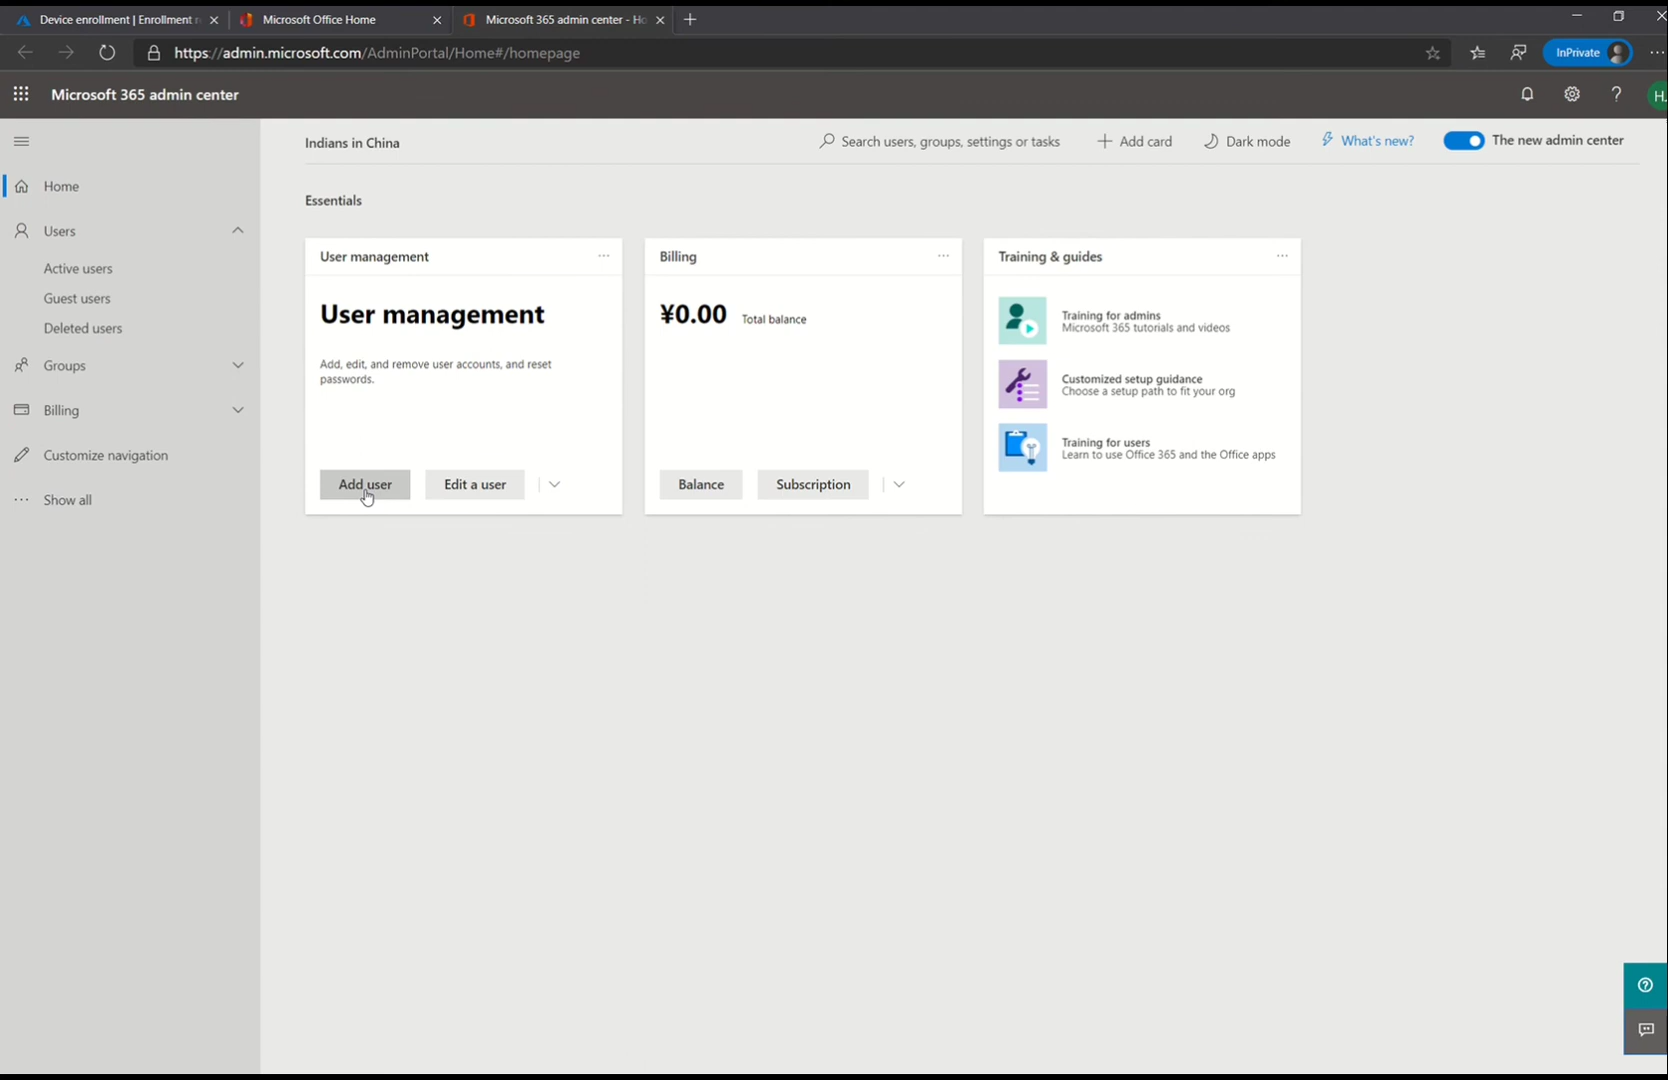 Device enrollment | Enrollment r
Microsoft Office Home
Microsoft 365 admin center - Ho
https://admin.microsoft.com/AdminPortal/Home#/homepage
InPrivate
Microsoft 365 admin center
H.
Indians in China
Search users, groups, settings or tasks
Add card
Dark mode
What's new?
The new admin center
Home
Users
Active users
Guest users
Deleted users
Groups
Billing
Customize navigation
Show all
Essentials
User management
User management
Add, edit, and remove user accounts, and reset
passwords.
Add user
Edit a user
Billing
¥0.00 Total balance
Balance
Subscription
Training & guides
Training for admins
Microsoft 365 tutorials and videos
Customized setup guidance
Choose a setup path to fit your org
Training for users
Learn to use Office 365 and the Office apps